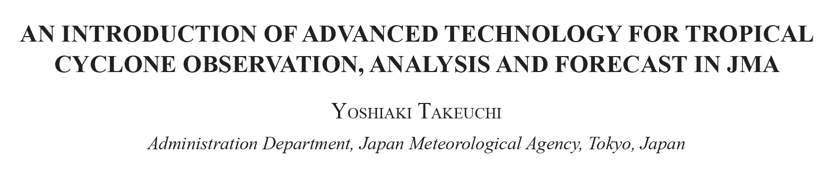 AN INTRODUCTION OF ADVANCED TECHNOLOGY FOR TROPICAL
CYCLONE OBSERVATION, ANALYSIS AND FORECAST IN JMA
YOSHIAKI TAKEUCHI
Administration Department, Japan Meteorological Agency, Tokyo, Japan